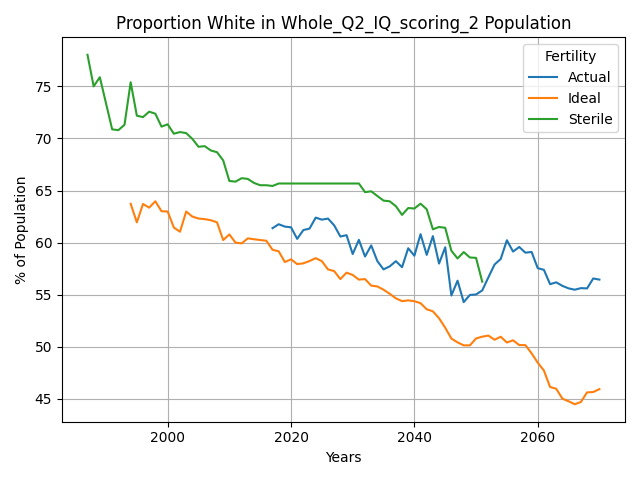 Proportion White in Whole_Q2_IQ_scoring_2 Population
Fertility
Actual
Ideal
Sterile
% of Population
75
70
65
60
55
50
45
2000
2020
2040
2060
Years